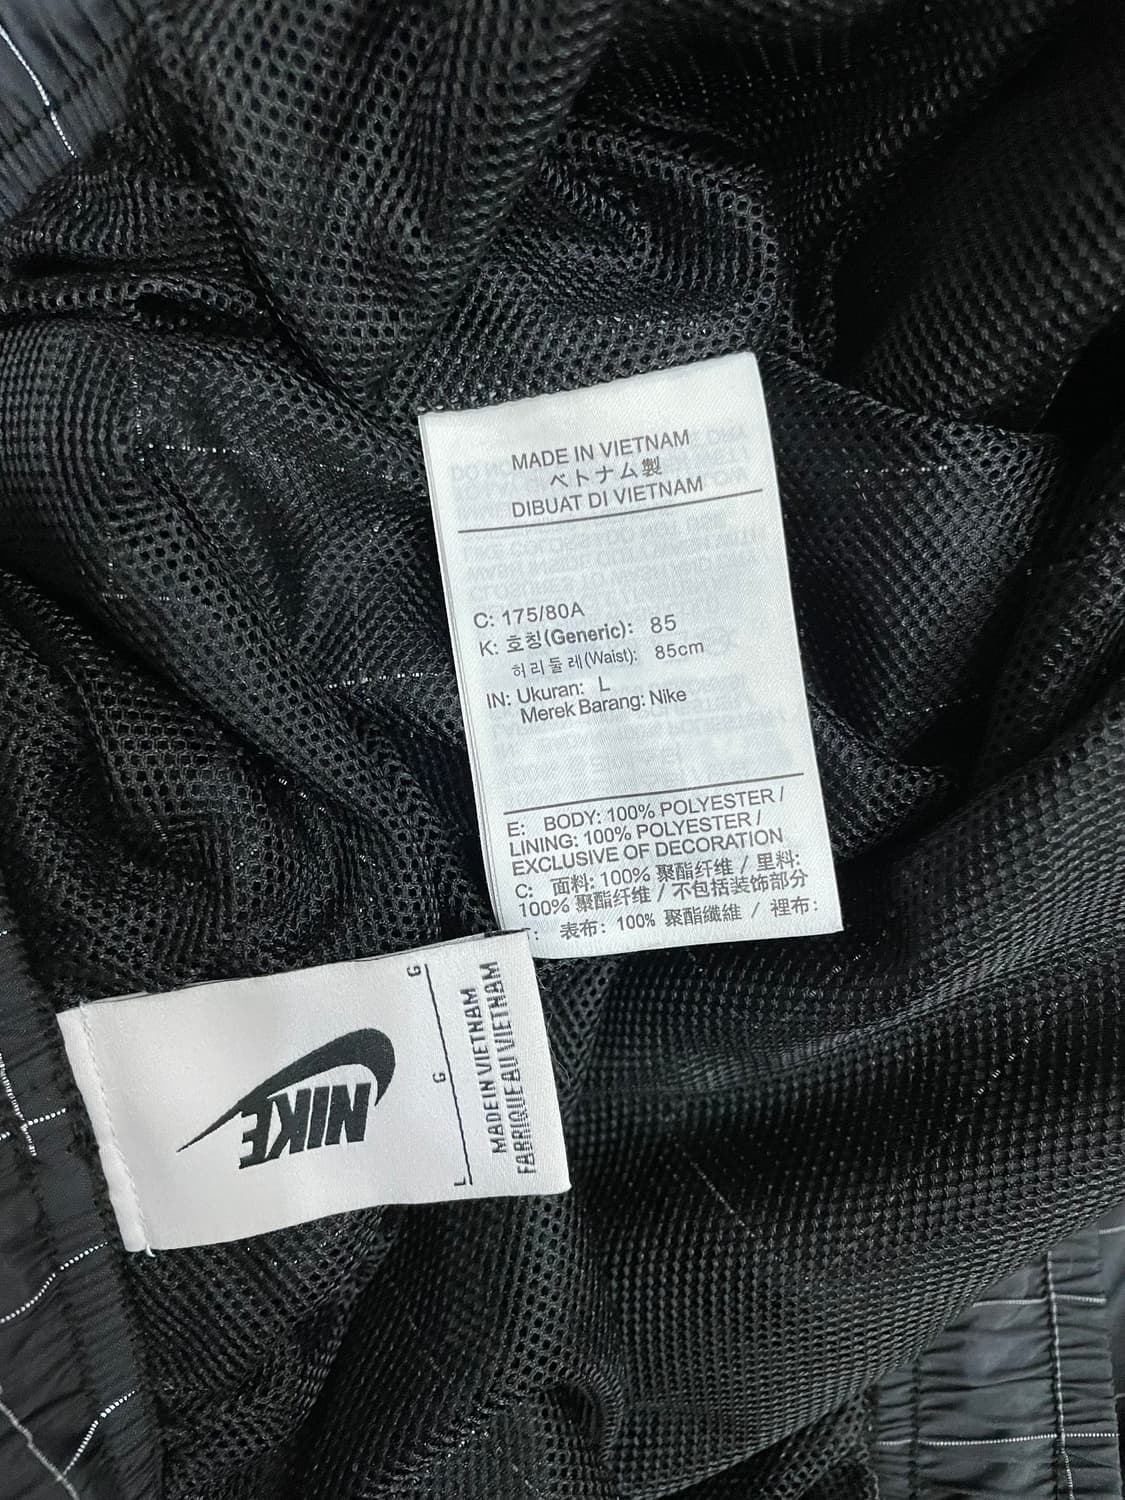 MADE IN VIETNAM
ベトナム製
DIBUAT DI VIETNAM
C: 175/80A
K: 호칭(Generic): 85
허리둘레(Waist): 85cm
IN: Ukuran: L
Merek Barang: Nike
E: BODY: 100% POLYESTER /
LINING: 100% POLYESTER /
EXCLUSIVE OF DECORATION
C: 面料: 100% 聚酯纤维 / 里料:
100% 聚酯纤维 / 不包括装饰部分
表布: 100% 聚酯纖維 / 裡布:
NIKE
L G G
MADE IN VIETNAM
FABRIQUE AU VIETNAM